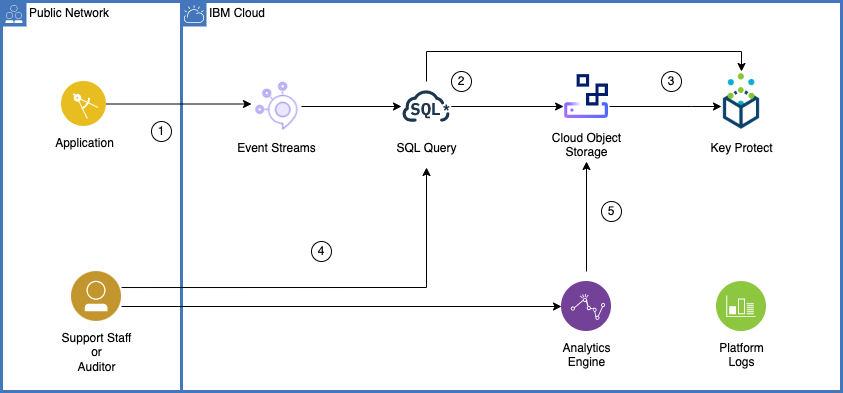 Public Network
IBM Cloud
1
2
3
SQL*
Application
Event Streams
SQL Query
Cloud Object
Storage
Key Protect
4
5
Support Staff
or
Auditor
Analytics
Engine
Platform
Logs